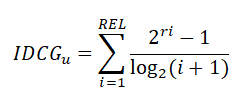 IDCG_u = \sum_{i=1}^{REL} \frac{2^{ri} - 1}{\log_2(i + 1)}